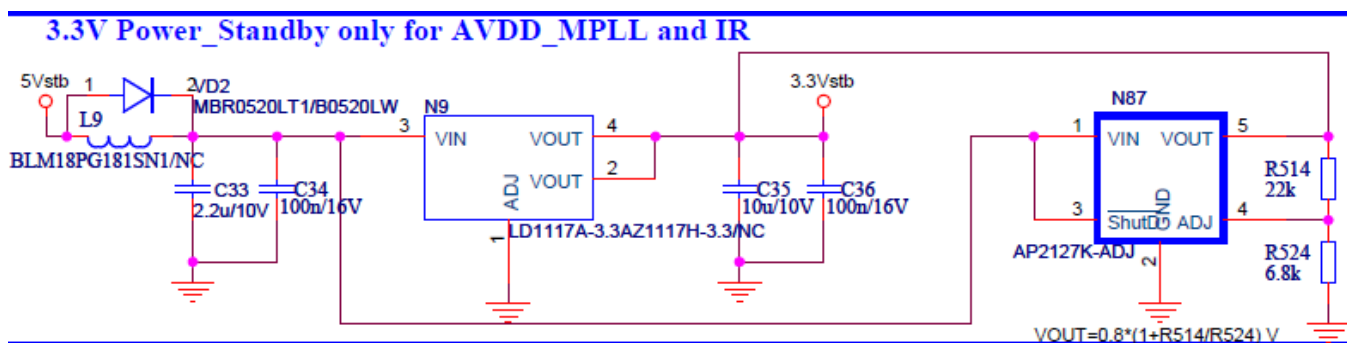 3.3V Power_Standby only for AVDD_MPLL and IR
5Vstb
1
2
VD2
MBR0520LT1/B0520LW
L9
BLM18PG181SN1/NC
C33
2.2u/10V
C34
100n/16V
N9
3
VIN
VOUT
4
VOUT
2
ADJ
1
LD1117A-3.3AZ1117H-3.3/NC
3.3Vstb
C35
10u/10V
C36
100n/16V
N87
1
VIN
VOUT
5
3
ShutD
GND
ADJ
4
2
AP2127K-ADJ
R514
22k
R524
6.8k
VOUT=0.8*(1+R514/R524) V